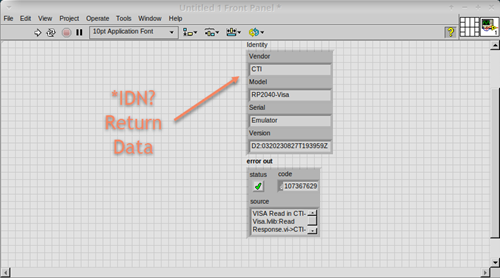 Untitled 1 Front Panel *
File Edit View Project Operate Tools Window Help
10pt Application Font
?
1
Identity
Vendor
CTI
Model
RP2040-Visa
Serial
Emulator
Version
D2:0320230827T193959Z
*IDN?
Return
Data
error out
status code
107367629
source
VISA Read in CTI-
Visa.lvlib:Read
Response.vi->CTI-